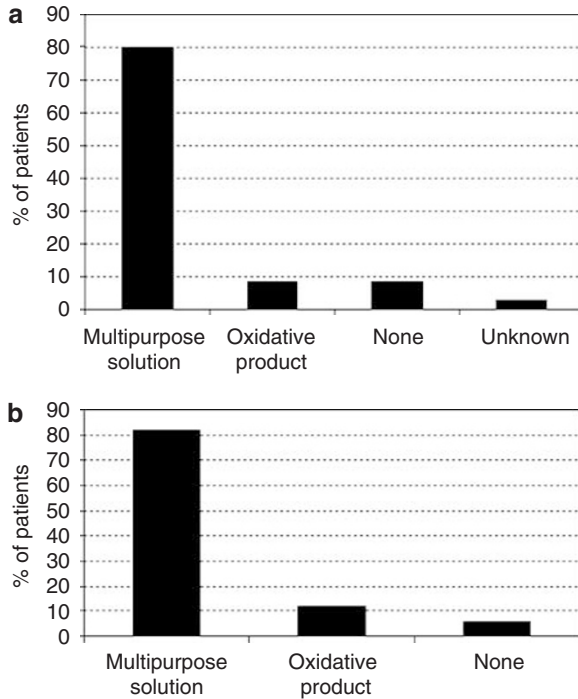 a
% of patients
90
80
70
60
50
40
30
20
10
0
Multipurpose solution
Oxidative product
None
Unknown
b
% of patients
90
80
70
60
50
40
30
20
10
0
Multipurpose solution
Oxidative product
None